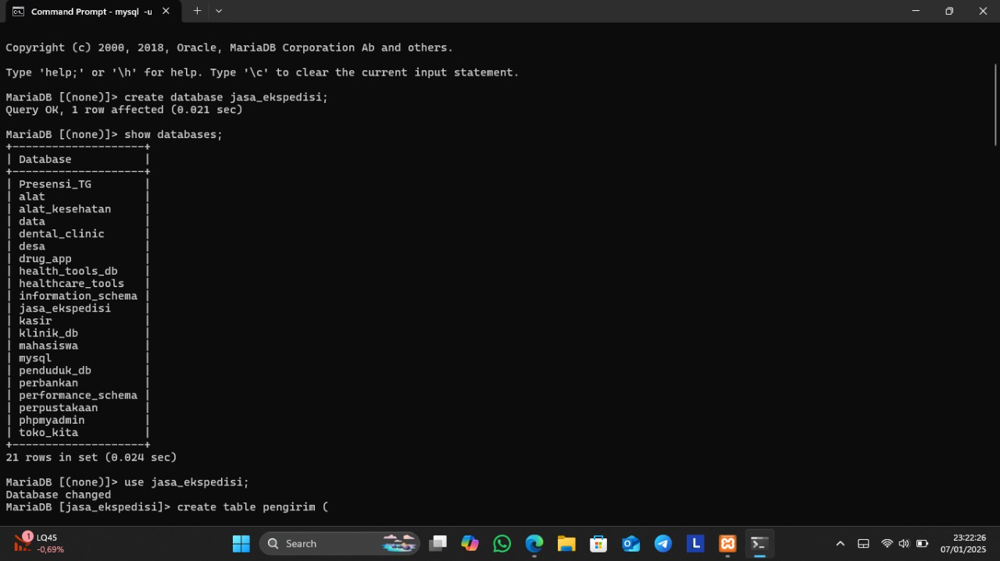 Command Prompt - mysql -u
Copyright (c) 2000, 2018, Oracle, MariaDB Corporation Ab and others.
Type 'help;' or '\h' for help. Type '\c' to clear the current input statement.
MariaDB [(none)]> create database jasa_ekspedisi;
Query OK, 1 row affected (0.021 sec)
MariaDB [(none)]> show databases;
+--------------------+
| Database           |
+--------------------+
| Presensi_TG        |
| alat               |
| alat_kesehatan     |
| data               |
| dental_clinic      |
| desa               |
| drug_app           |
| health_tools_db    |
| healthcare_tools   |
| information_schema |
| jasa_ekspedisi     |
| kasir              |
| klinik_db          |
| mahasiswa          |
| mysql              |
| penduduk_db        |
| perbankan          |
| performance_schema |
| perpustakaan       |
| phpmyadmin         |
| toko_kita          |
+--------------------+
21 rows in set (0.024 sec)
MariaDB [(none)]> use jasa_ekspedisi;
Database changed
MariaDB [jasa_ekspedisi]> create table pengirim (
1
LQ45
-0,69%
Search
L
23:22:26
07/01/2025